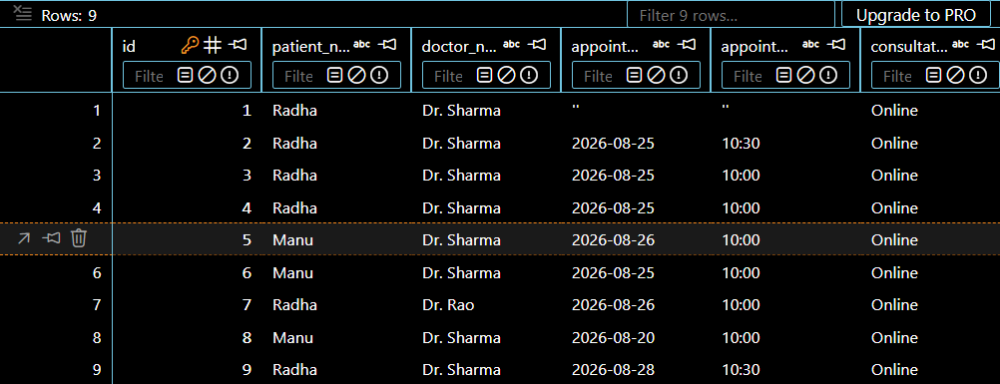 Rows: 9 Filter 9 rows... Upgrade to PRO
id patient_n... abc doctor_n... abc appoint... abc appoint... abc consultat... abc
Filte Filte Filte Filte Filte Filte
1 1 Radha Dr. Sharma '' '' Online
2 2 Radha Dr. Sharma 2026-08-25 10:30 Online
3 3 Radha Dr. Sharma 2026-08-25 10:00 Online
4 4 Radha Dr. Sharma 2026-08-25 10:00 Online
5 Manu Dr. Sharma 2026-08-26 10:00 Online
6 6 Manu Dr. Sharma 2026-08-25 10:00 Online
7 7 Radha Dr. Rao 2026-08-26 10:00 Online
8 8 Manu Dr. Sharma 2026-08-20 10:00 Online
9 9 Radha Dr. Sharma 2026-08-28 10:30 Online